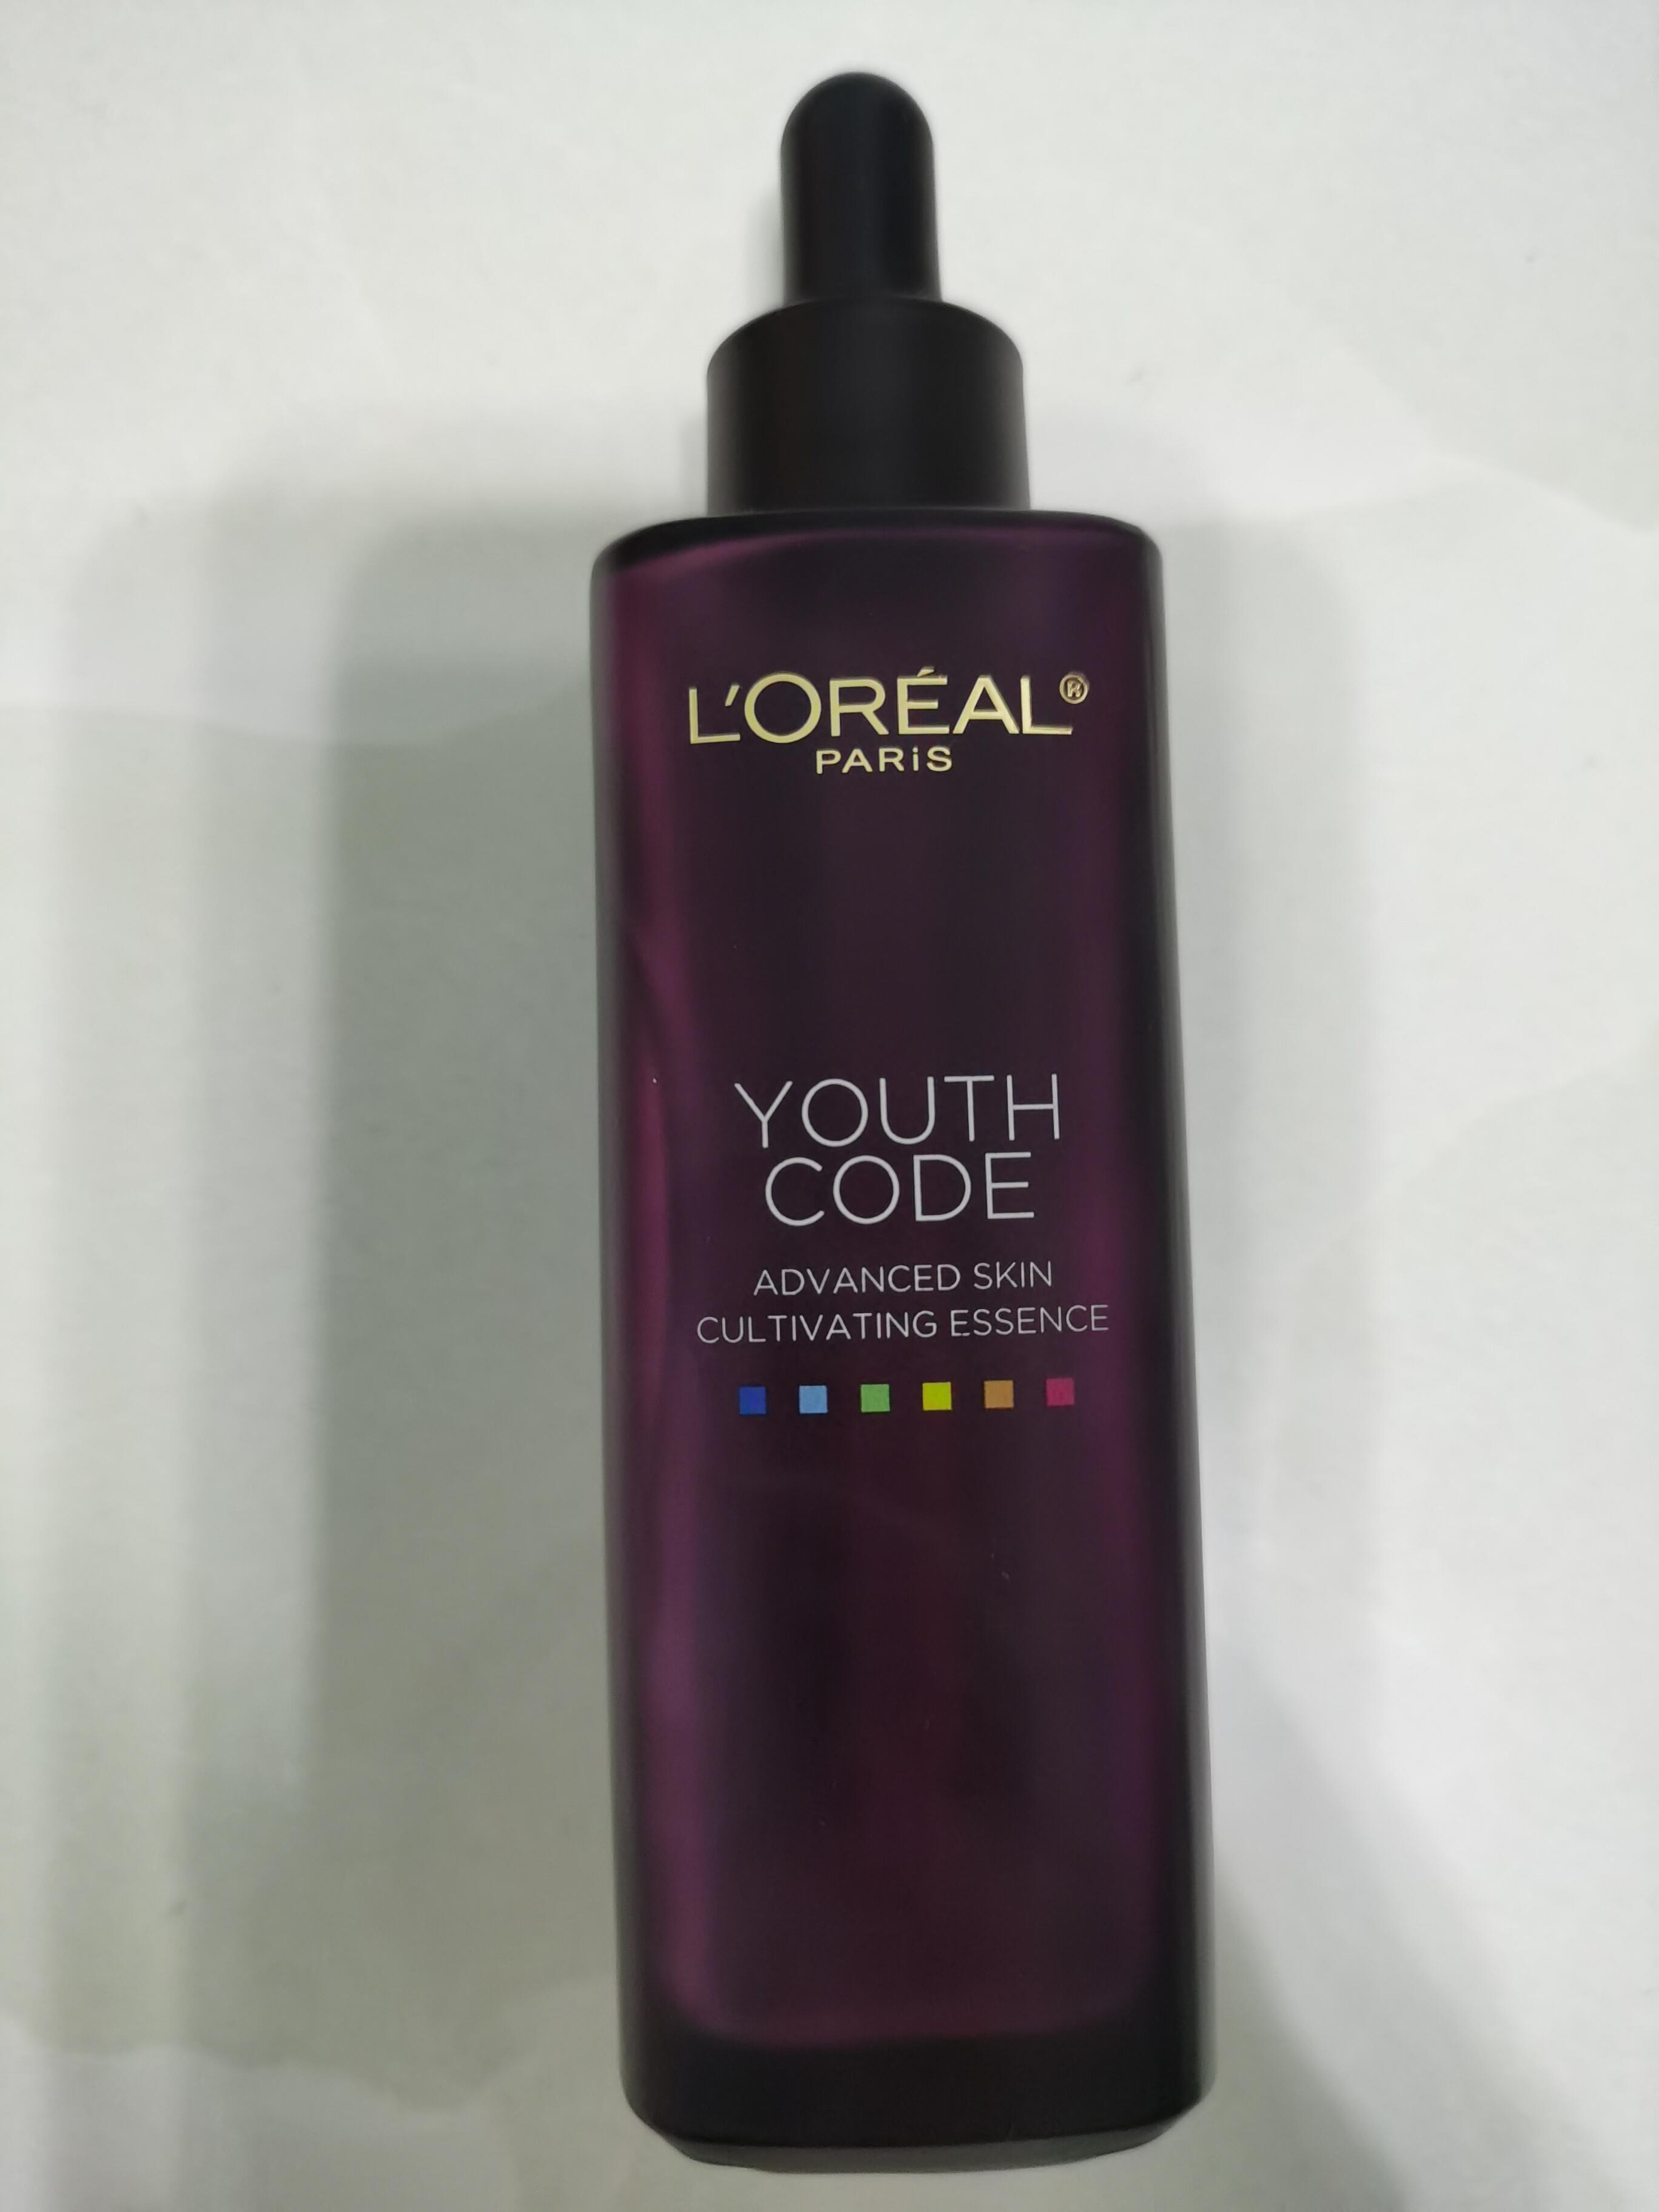 L'ORÉAL®
PARiS
YOUTH
CODE
ADVANCED SKIN
CULTIVATING ESSENCE